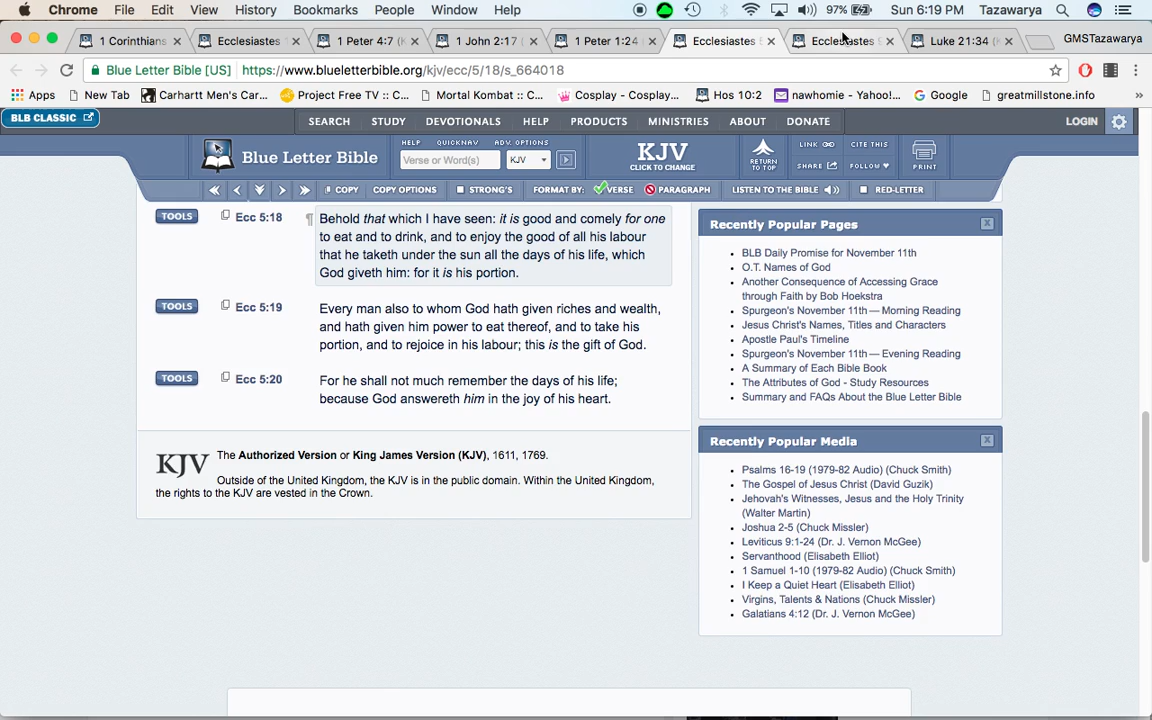 Chrome File Edit View History Bookmarks People Window Help 97% Sun 6:19 PM Tazawarya
1 Corinthians Ecclesiastes 1 1 Peter 4:7 (K 1 John 2:17 ( 1 Peter 1:24 ( Ecclesiastes Ecclesiastes Luke 21:34 (K GMSTazawarya
Blue Letter Bible [US] https://www.blueletterbible.org/kjv/ecc/5/18/s_664018
Apps New Tab Carhartt Men's Car... Project Free TV :: C... Mortal Kombat :: C... Cosplay - Cosplay... Hos 10:2 nawhomie - Yahoo!... Google greatmillstone.info »
BLB CLASSIC SEARCH STUDY DEVOTIONALS HELP PRODUCTS MINISTRIES ABOUT DONATE LOGIN
HELP QUICKNAV ADV. OPTIONS
Blue Letter Bible Verse or Word(s) KJV
KJV
CLICK TO CHANGE
RETURN TO TOP
LINK CITE THIS
SHARE FOLLOW
PRINT
COPY COPY OPTIONS STRONG'S FORMAT BY: VERSE PARAGRAPH LISTEN TO THE BIBLE RED-LETTER
TOOLS Ecc 5:18 ¶ Behold that which I have seen: it is good and comely for one
to eat and to drink, and to enjoy the good of all his labour
that he taketh under the sun all the days of his life, which
God giveth him: for it is his portion.
TOOLS Ecc 5:19 Every man also to whom God hath given riches and wealth,
and hath given him power to eat thereof, and to take his
portion, and to rejoice in his labour; this is the gift of God.
TOOLS Ecc 5:20 For he shall not much remember the days of his life;
because God answereth him in the joy of his heart.
KJV The Authorized Version or King James Version (KJV), 1611, 1769.
Outside of the United Kingdom, the KJV is in the public domain. Within the United Kingdom,
the rights to the KJV are vested in the Crown.
Recently Popular Pages
BLB Daily Promise for November 11th
O.T. Names of God
Another Consequence of Accessing Grace
through Faith by Bob Hoekstra
Spurgeon's November 11th — Morning Reading
Jesus Christ's Names, Titles and Characters
Apostle Paul's Timeline
Spurgeon's November 11th — Evening Reading
A Summary of Each Bible Book
The Attributes of God - Study Resources
Summary and FAQs About the Blue Letter Bible
Recently Popular Media
Psalms 16-19 (1979-82 Audio) (Chuck Smith)
The Gospel of Jesus Christ (David Guzik)
Jehovah's Witnesses, Jesus and the Holy Trinity
(Walter Martin)
Joshua 2-5 (Chuck Missler)
Leviticus 9:1-24 (Dr. J. Vernon McGee)
Servanthood (Elisabeth Elliot)
1 Samuel 1-10 (1979-82 Audio) (Chuck Smith)
I Keep a Quiet Heart (Elisabeth Elliot)
Virgins, Talents & Nations (Chuck Missler)
Galatians 4:12 (Dr. J. Vernon McGee)